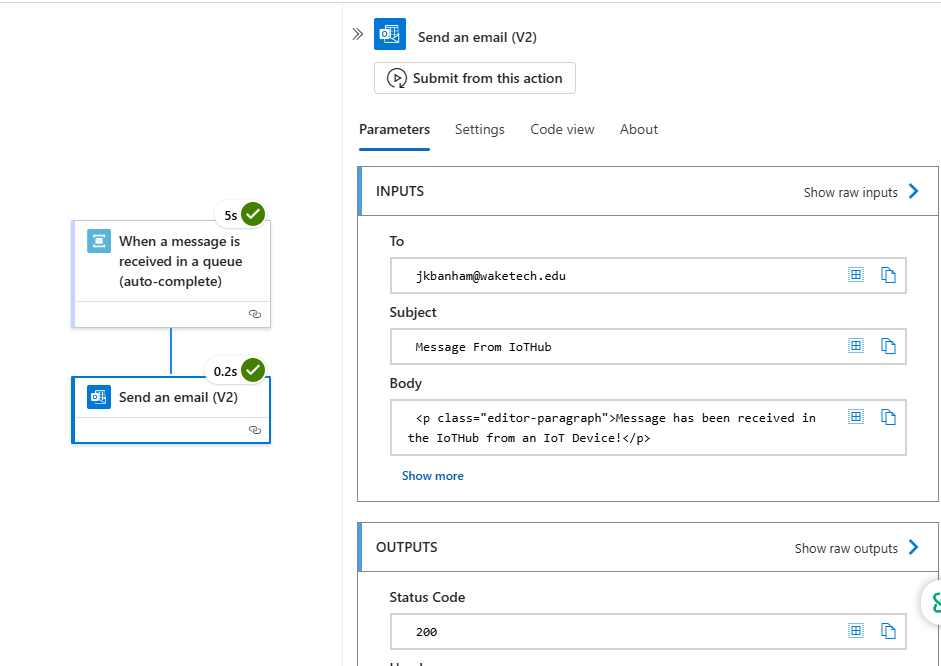 5s
When a message is
received in a queue
(auto-complete)
0.2s
Send an email (V2)
Send an email (V2)
Submit from this action
Parameters Settings Code view About
INPUTS Show raw inputs
To
jkbanham@waketech.edu
Subject
Message From IoTHub
Body
<p class="editor-paragraph">Message has been received in
the IoTHub from an IoT Device!</p>
Show more
OUTPUTS Show raw outputs
Status Code
200